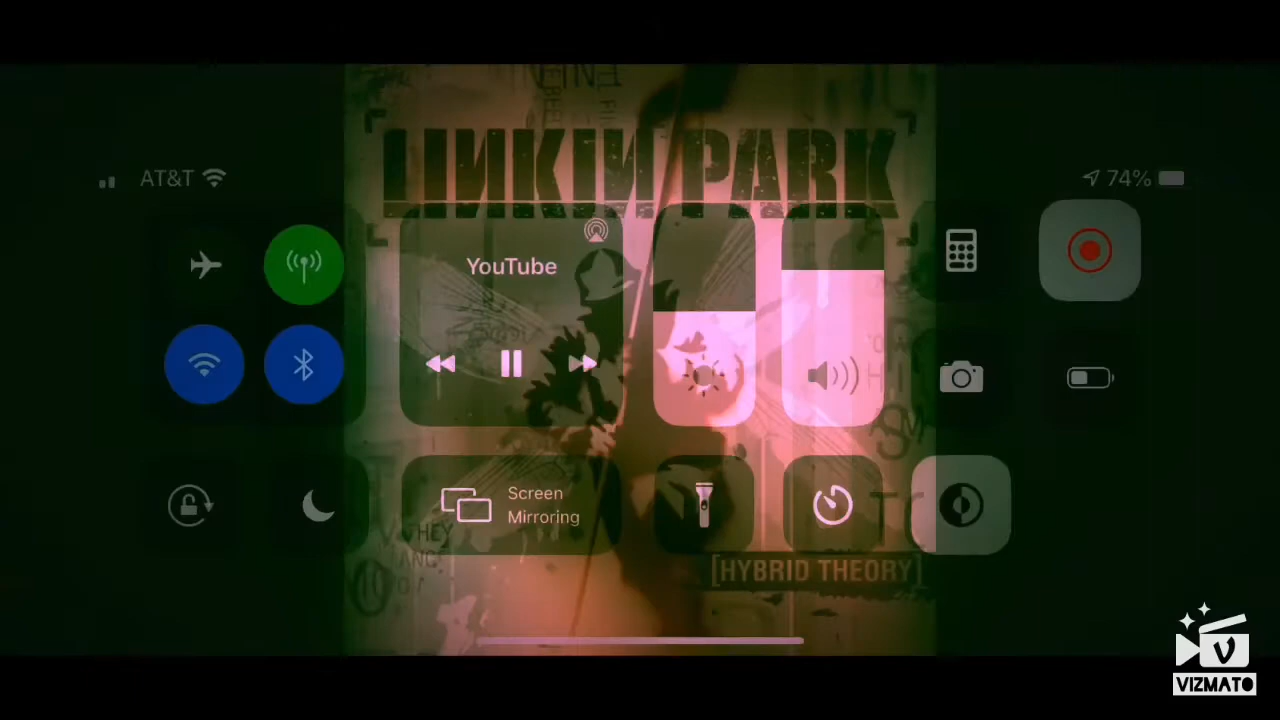 LINKIN PARK
AT&T
74%
YouTube
Screen
Mirroring
[HYBRID THEORY]
VIZMATO